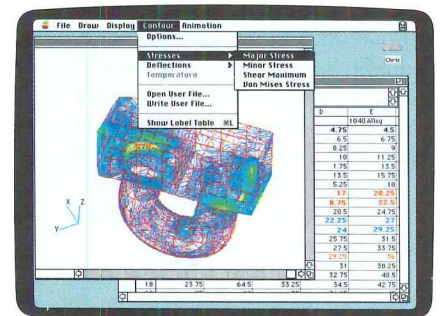 File Draw Display Contour Animation
Options...
Stresses
Deflections
Temperature
Open User File...
Write User File...
Show Label Table ⌘L
Major Stress
Minor Stress
Shear Maximum
Van Mises Stress
Chris
X Z
Y
D E
1040 Alloy
4.75 4.5
6.5 6.75
8.25 9
10 11.25
1.75 13.5
13.5 15.75
5.25 18
17 20.25
8.75 22.5
20.5 24.75
22.25 27
24 29.25
25.75 31.5
27.5 33.75
29.25 36
31 38.25
32.75 40.5
18 23.75 64.5 33.25 34.5 42.75